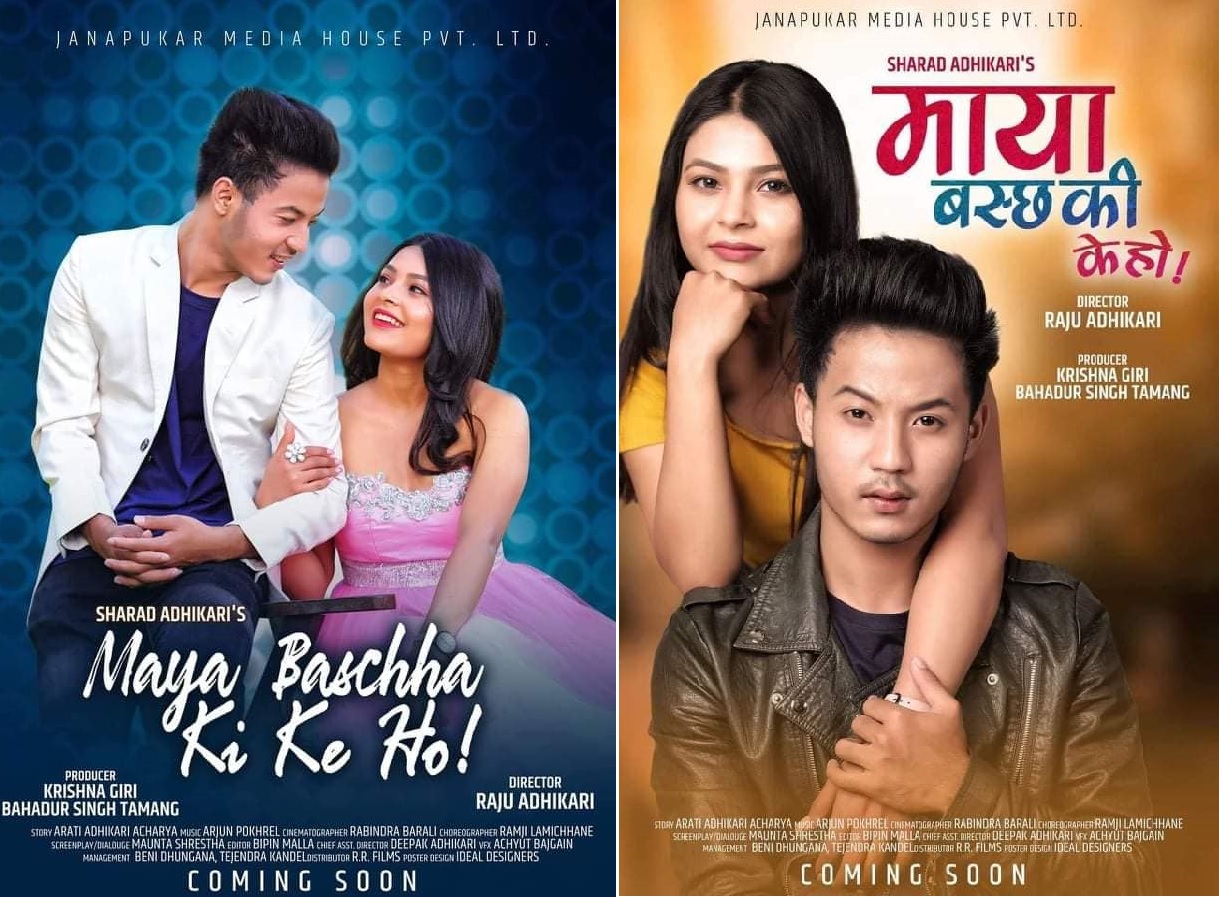 JANAPUKAR MEDIA HOUSE PVT. LTD.
SHARAD ADHIKARI'S
Maya Baschha
Ki Ke Ho!
PRODUCER
KRISHNA GIRI
BAHADUR SINGH TAMANG
DIRECTOR
RAJU ADHIKARI
STORY ARATI ADHIKARI ACHARYA MUSIC ARJUN POKHREL CINEMATOGRAPHER RABINDRA BARALI CHOREOGRAPHER RAMJI LAMICHHANE
SCREENPLAY/DIALOUGE MAUNTA SHRESTHA EDITOR BIPIN MALLA CHIEF ASST. DIRECTOR DEEPAK ADHIKARI VFX ACHYUT BAJGAIN
MANAGEMENT BENI DHUNGANA, TEJENDRA KANDEL DISTRIBUTOR R.R. FILMS POSTER DESIGN IDEAL DESIGNERS
COMING SOON
JANAPUKAR MEDIA HOUSE PVT. LTD.
SHARAD ADHIKARI'S
माया
बस्छ की
के हो!
DIRECTOR
RAJU ADHIKARI
PRODUCER
KRISHNA GIRI
BAHADUR SINGH TAMANG
STORY ARATI ADHIKARI ACHARYA MUSIC ARJUN POKHREL CINEMATOGRAPHER RABINDRA BARALI CHOREOGRAPHER RAMJI LAMICHHANE
SCREENPLAY/DIALOUGE MAUNTA SHRESTHA EDITOR BIPIN MALLA CHIEF ASST. DIRECTOR DEEPAK ADHIKARI VFX ACHYUT BAJGAIN
MANAGEMENT BENI DHUNGANA, TEJENDRA KANDEL DISTRIBUTOR R.R. FILMS POSTER DESIGN IDEAL DESIGNERS
COMING SOON